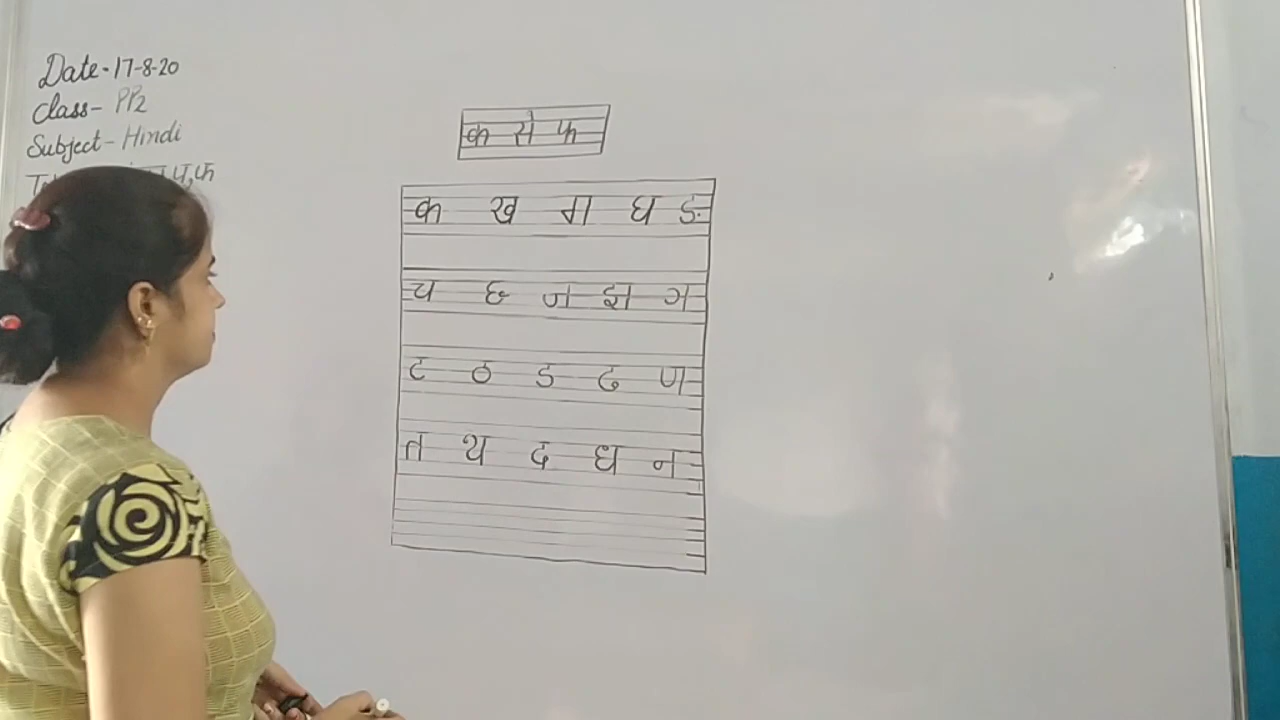 Date-17-8-20
Class- PP2
Subject-Hindi
प,फ
क से फ
क ख ग घ ङ
च छ ज झ ञ
ट ठ ड ढ ण
त थ द ध न